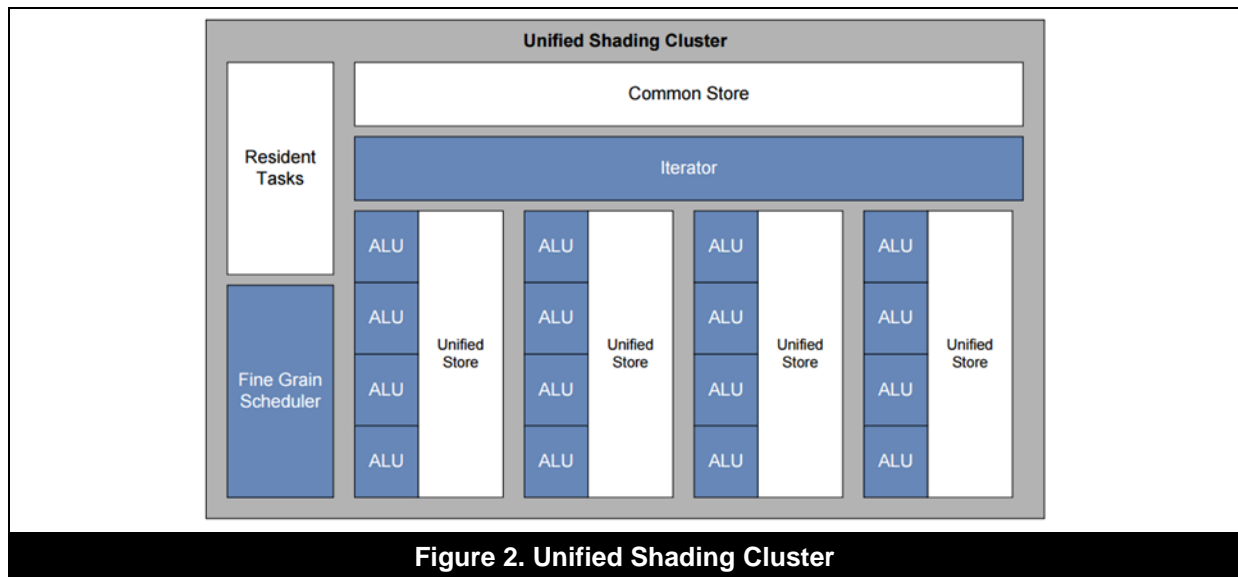 Unified Shading Cluster
Resident
Tasks
Common Store
Iterator
Fine Grain
Scheduler
ALU
ALU
ALU
ALU
Unified
Store
ALU
ALU
ALU
ALU
Unified
Store
ALU
ALU
ALU
ALU
Unified
Store
ALU
ALU
ALU
ALU
Unified
Store
Figure 2. Unified Shading Cluster